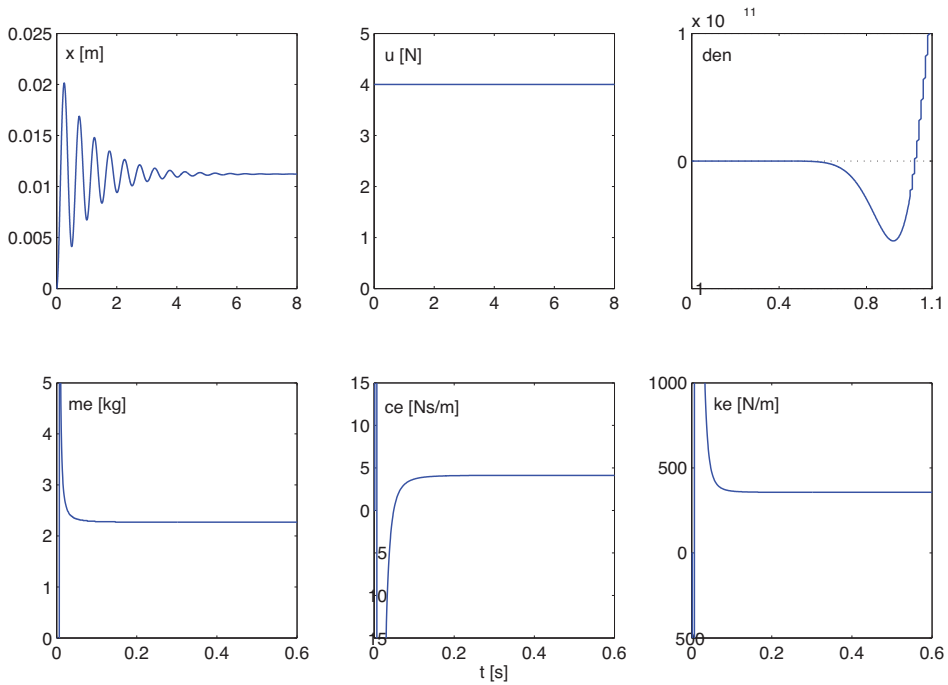 x [m]
0.025
0.02
0.015
0.01
0.005
0
0 2 4 6 8
u [N]
5
4
3
2
1
0
0 2 4 6 8
den
1 x 10 11
0
1
0 0.4 0.8 1.1
me [kg]
5
4
3
2
1
0
0 0.2 0.4 0.6
ce [Ns/m]
15
10
5
0
5
10
15
0 0.2 0.4 0.6
t [s]
ke [N/m]
1000
500
0
500
0 0.2 0.4 0.6